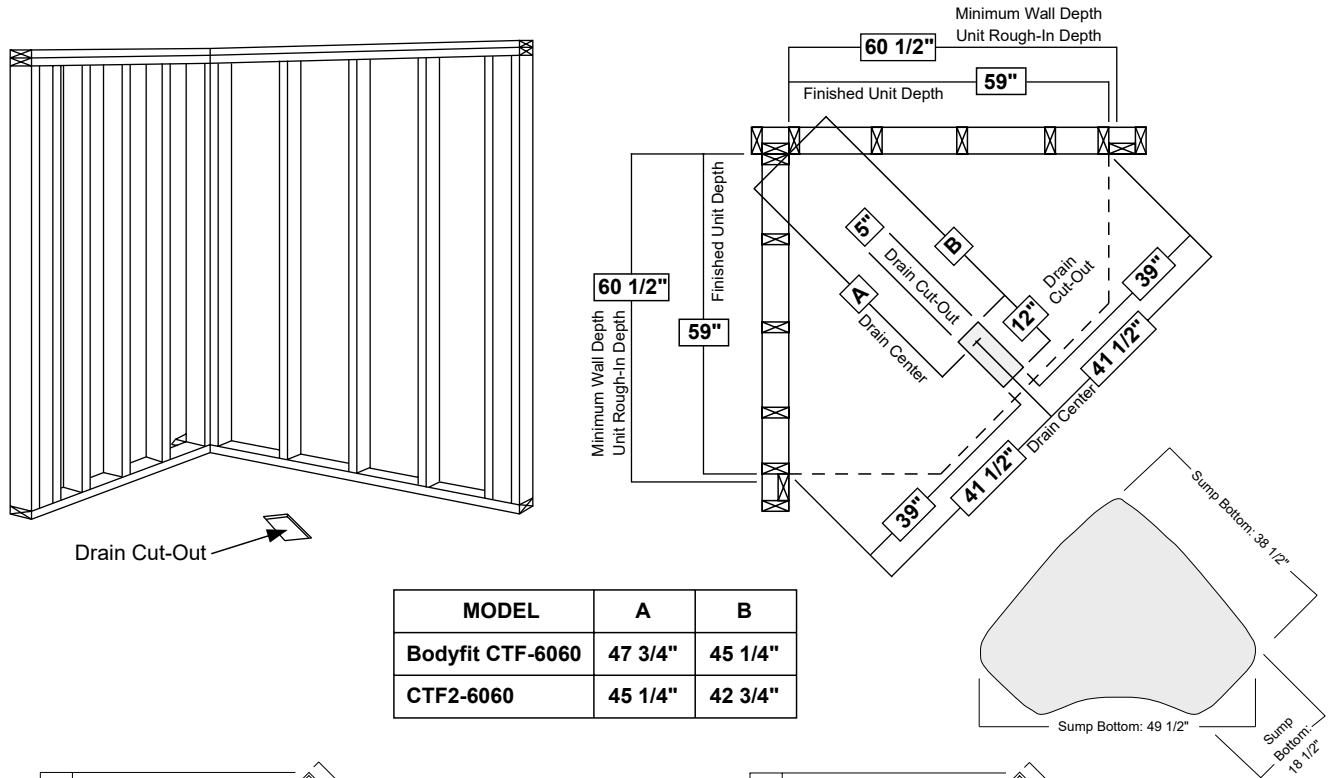 Minimum Wall Depth
Unit Rough-In Depth
60 1/2"
59"
Finished Unit Depth
Finished Unit Depth
60 1/2"
59"
Minimum Wall Depth
Unit Rough-In Depth
5"
Drain Cut-Out
B
A
Drain Center
Drain
Cut-Out
12"
39"
41 1/2"
Drain Center
41 1/2"
39"
Drain Cut-Out
Sump Bottom: 38 1/2"
Sump Bottom: 49 1/2"
Sump
Bottom:
18 1/2"
MODEL A B
Bodyfit CTF-6060 47 3/4" 45 1/4"
CTF2-6060 45 1/4" 42 3/4"